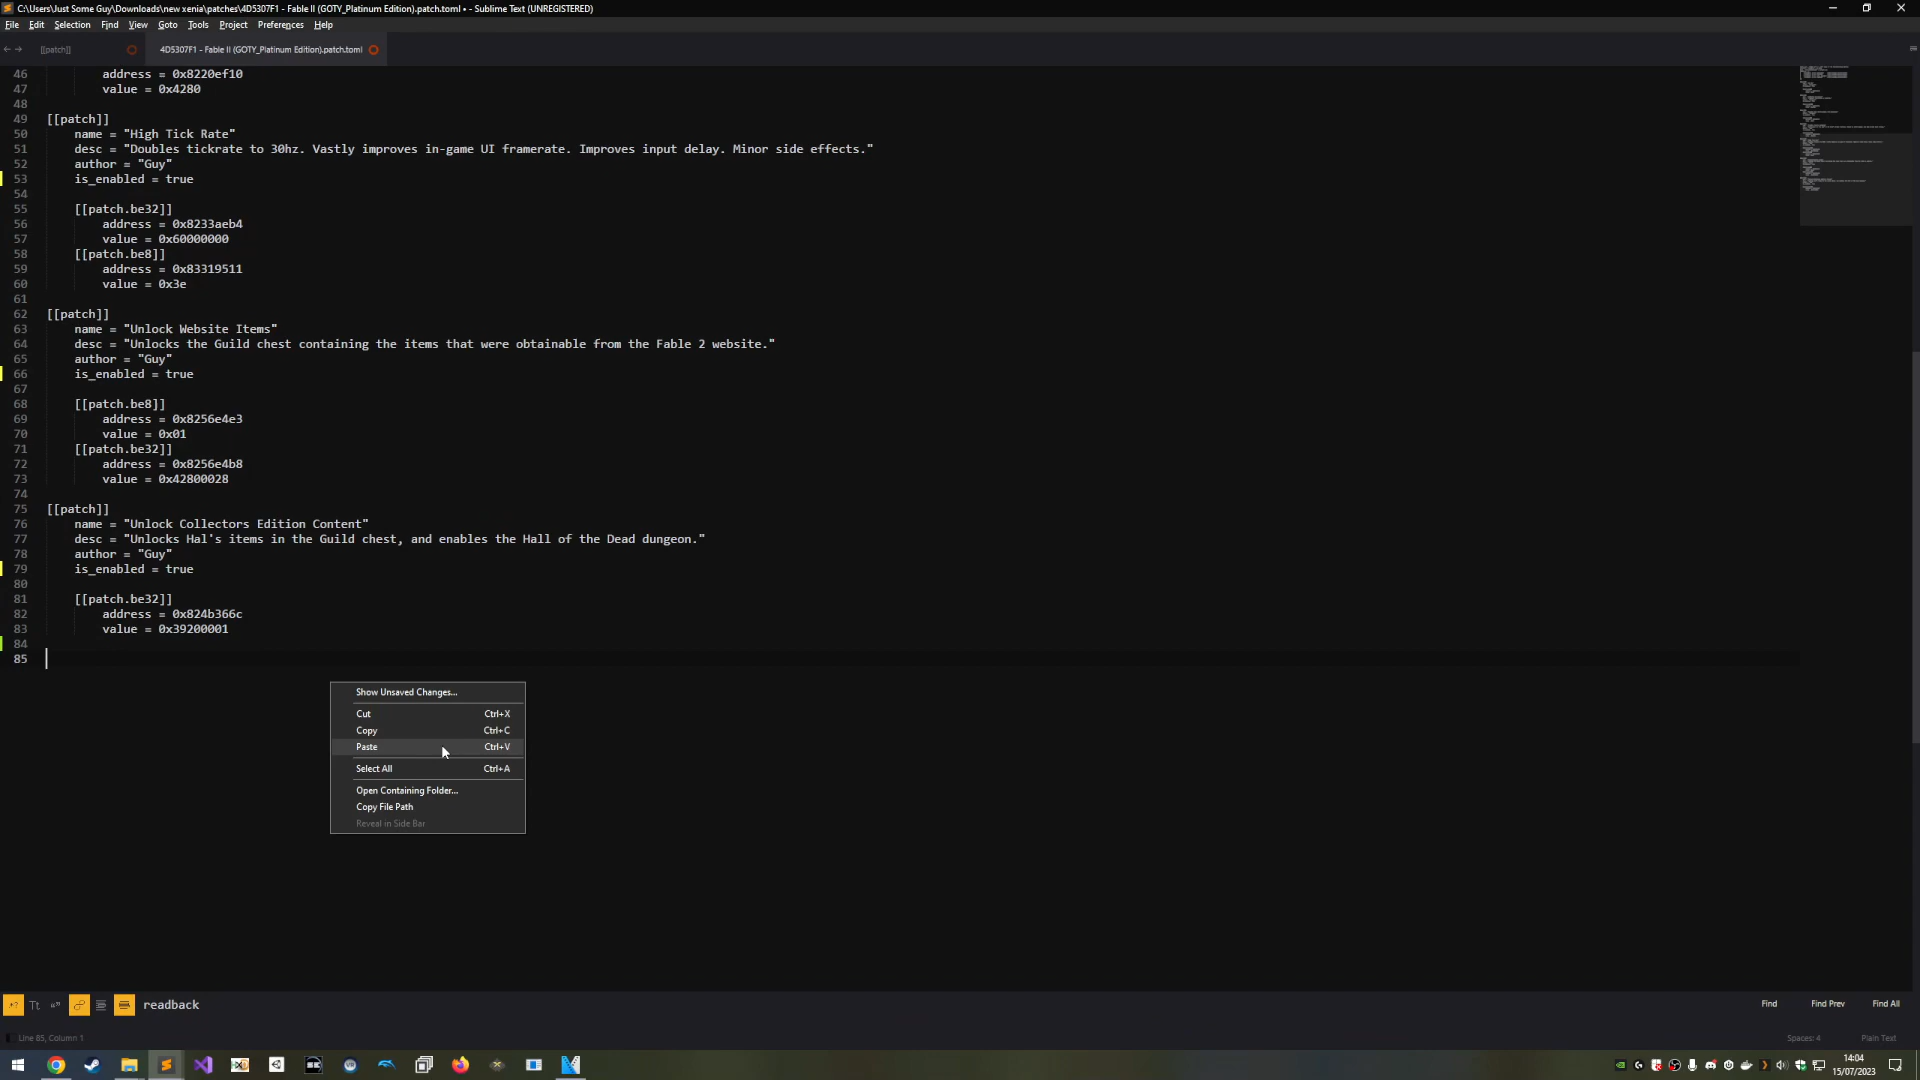 C:\Users\Just Some Guy\Downloads\new xenia\patches\4D5307F1 - Fable II (GOTY_Platinum Edition).patch.toml • - Sublime Text (UNREGISTERED)
File Edit Selection Find View Goto Tools Project Preferences Help
[[patch]] 4D5307F1 - Fable II (GOTY_Platinum Edition).patch.toml
46 address = 0x8220ef10
47 value = 0x4280
48
49 [[patch]]
50 name = "High Tick Rate"
51 desc = "Doubles tickrate to 30hz. Vastly improves in-game UI framerate. Improves input delay. Minor side effects."
52 author = "Guy"
53 is_enabled = true
54
55 [[patch.be32]]
56 address = 0x8233aeb4
57 value = 0x60000000
58 [[patch.be8]]
59 address = 0x83319511
60 value = 0x3e
61
62 [[patch]]
63 name = "Unlock Website Items"
64 desc = "Unlocks the Guild chest containing the items that were obtainable from the Fable 2 website."
65 author = "Guy"
66 is_enabled = true
67
68 [[patch.be8]]
69 address = 0x8256e4e3
70 value = 0x01
71 [[patch.be32]]
72 address = 0x8256e4b8
73 value = 0x42800028
74
75 [[patch]]
76 name = "Unlock Collectors Edition Content"
77 desc = "Unlocks Hal's items in the Guild chest, and enables the Hall of the Dead dungeon."
78 author = "Guy"
79 is_enabled = true
80
81 [[patch.be32]]
82 address = 0x824b366c
83 value = 0x39200001
84
85
Show Unsaved Changes...
Cut Ctrl+X
Copy Ctrl+C
Paste Ctrl+V
Select All Ctrl+A
Open Containing Folder...
Copy File Path
Reveal in Side Bar
.* Tt “” readback Find Find Prev Find All
Line 85, Column 1 Spaces: 4 Plain Text
14:04
15/07/2023